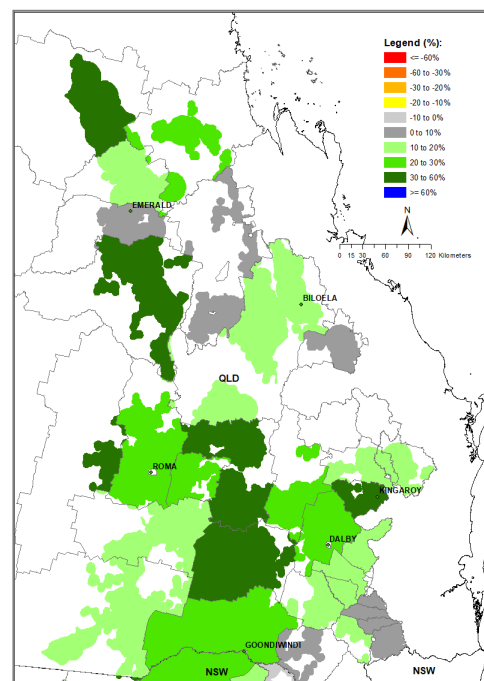 Legend (%):
<= -60%
-60 to -30%
-30 to -20%
-20 to -10%
-10 to 0%
0 to 10%
10 to 20%
20 to 30%
30 to 60%
>= 60%
N
0 15 30 60 90 120 Kilometers
EMERALD
BILOELA
QLD
ROMA
KINGAROY
DALBY
GOONDIWINDI
NSW NSW